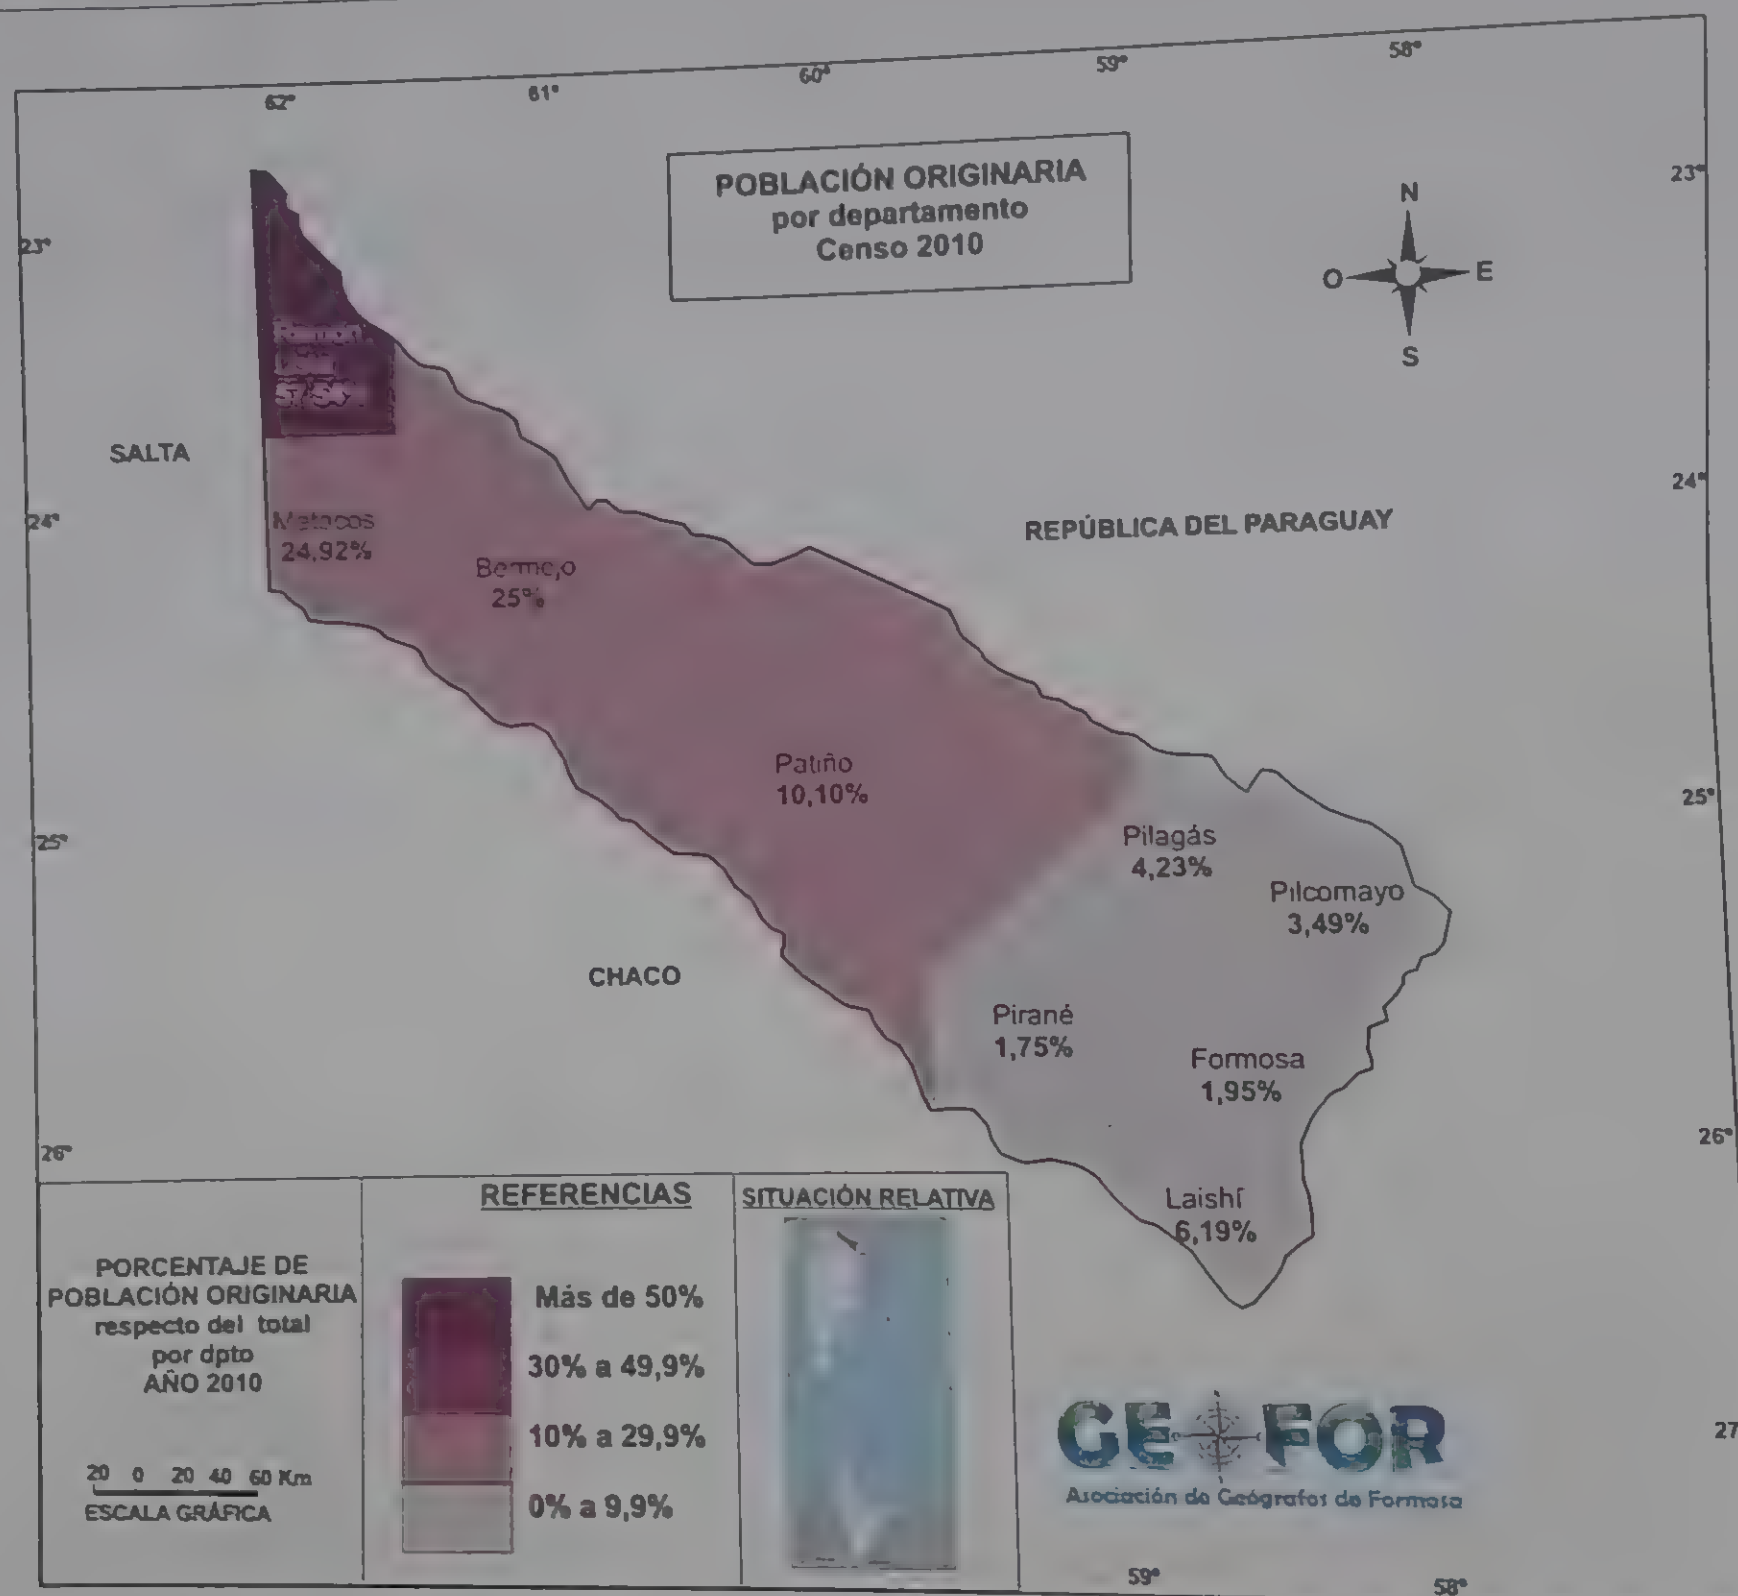 62°
61°
60°
59°
58°
POBLACIÓN ORIGINARIA
por departamento
Censo 2010
N
O
E
S
23°
23°
SALTA
24°
24°
REPÚBLICA DEL PARAGUAY
Matacos
24,92%
Bermejo
25%
Patiño
10,10%
25°
25°
Pilagás
4,23%
Pilcomayo
3,49%
CHACO
Pirané
1,75%
Formosa
1,95%
26°
26°
Laishí
6,19%
PORCENTAJE DE
POBLACIÓN ORIGINARIA
respecto del total
por dpto
AÑO 2010
20 0 20 40 60 Km
ESCALA GRÁFICA
REFERENCIAS
Más de 50%
30% a 49,9%
10% a 29,9%
0% a 9,9%
SITUACIÓN RELATIVA
GEFOR
Asociación de Geógrafos de Formosa
27
59°
58°